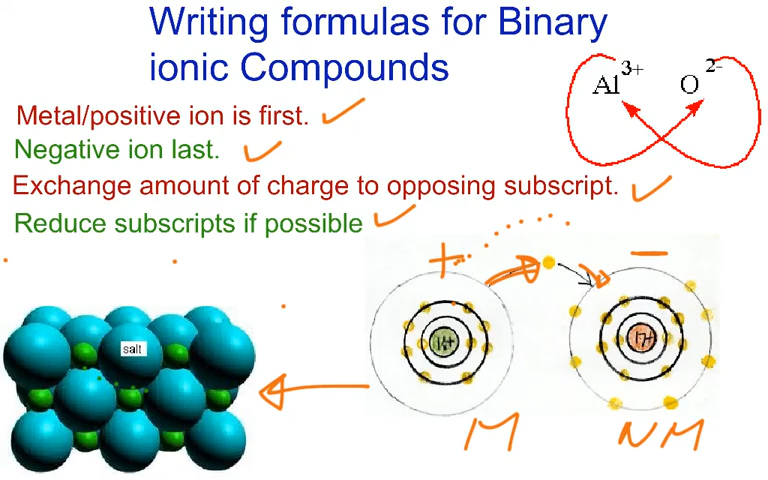 Writing formulas for Binary
ionic Compounds
Al3+ O2-
Metal/positive ion is first.
Negative ion last.
Exchange amount of charge to opposing subscript.
Reduce subscripts if possible
+ −
salt
17+
M NM